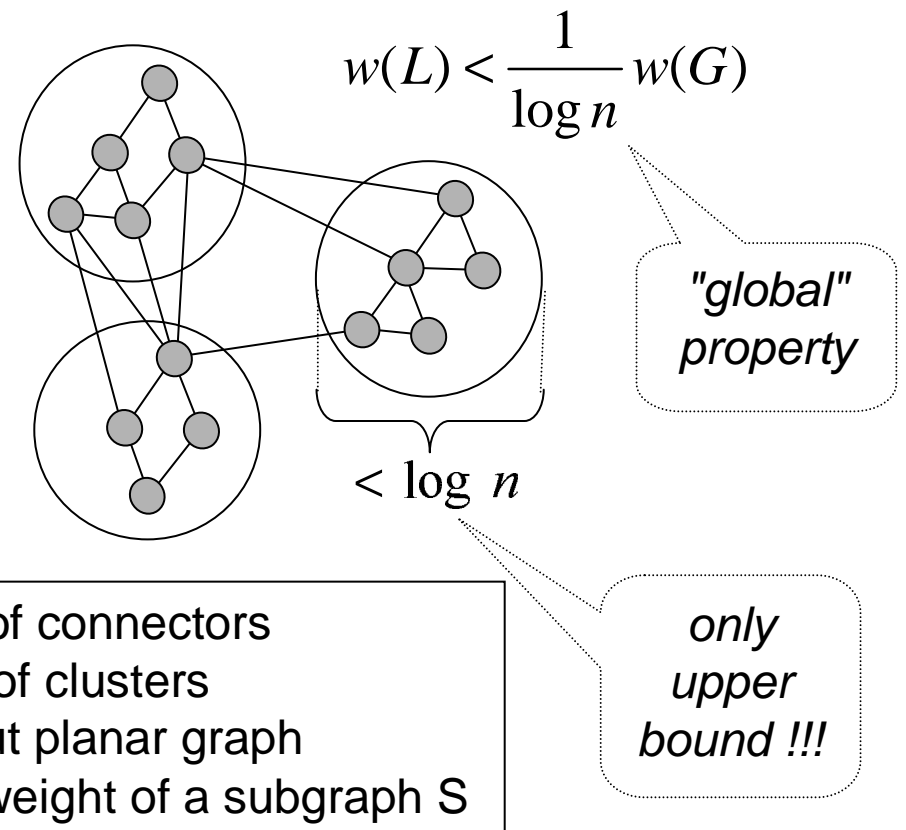 w(L) < 1/log n w(G)
"global"
property
< log n
only
upper
bound !!!
of connectors
of clusters
ut planar graph
weight of a subgraph S